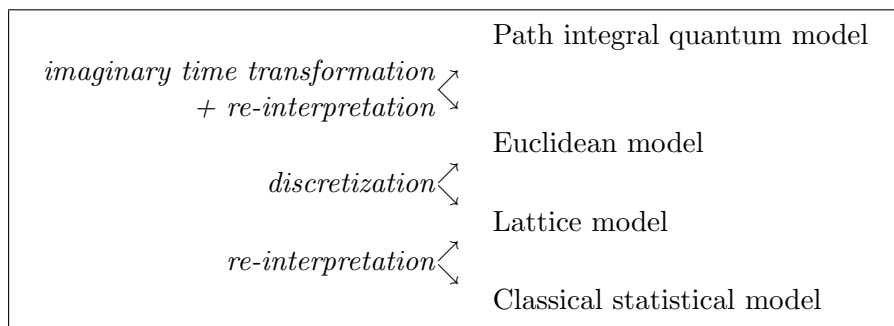 Path integral quantum model
imaginary time transformation
+ re-interpretation
Euclidean model
discretization
Lattice model
re-interpretation
Classical statistical model